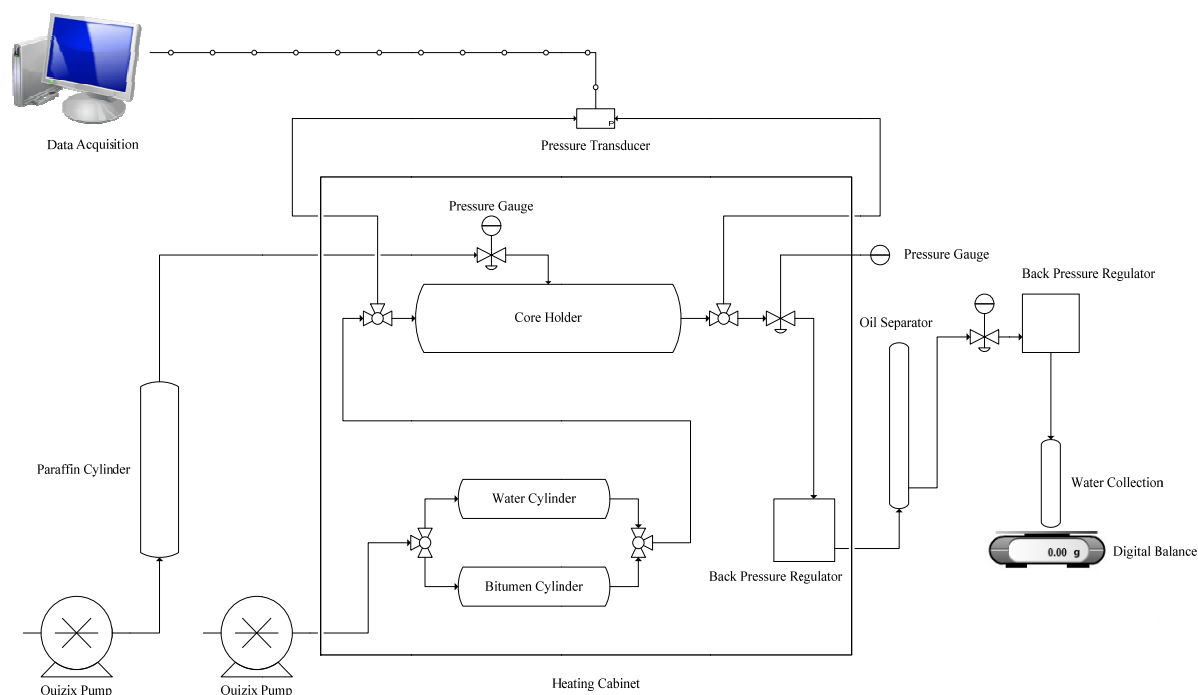 Data Acquisition
P
Pressure Transducer
Pressure Gauge
Pressure Gauge
Back Pressure Regulator
Core Holder
Oil Separator
Paraffin Cylinder
Water Cylinder
Water Collection
0.00 g
Digital Balance
Back Pressure Regulator
Bitumen Cylinder
Quizix Pump
Quizix Pump
Heating Cabinet